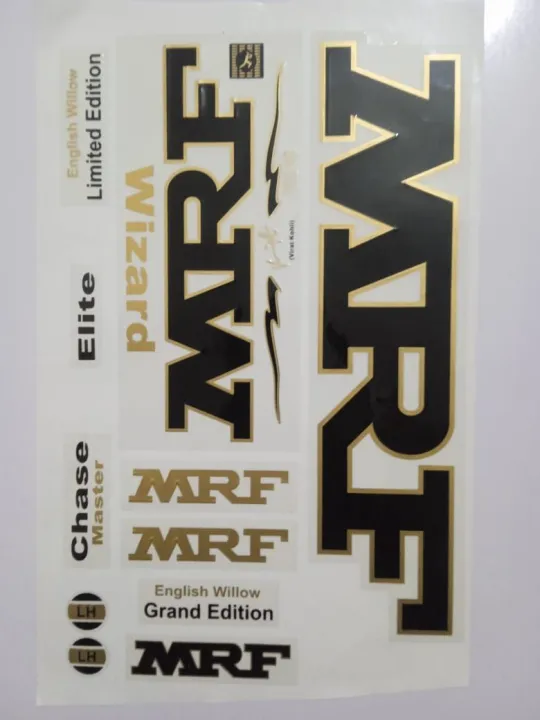 English Willow
Limited Edition
Elite
Chase
Master
Wizard
MRF
(Virat Kohli)
MRF
MRF
MRF
English Willow
Grand Edition
MRF
LH
LH